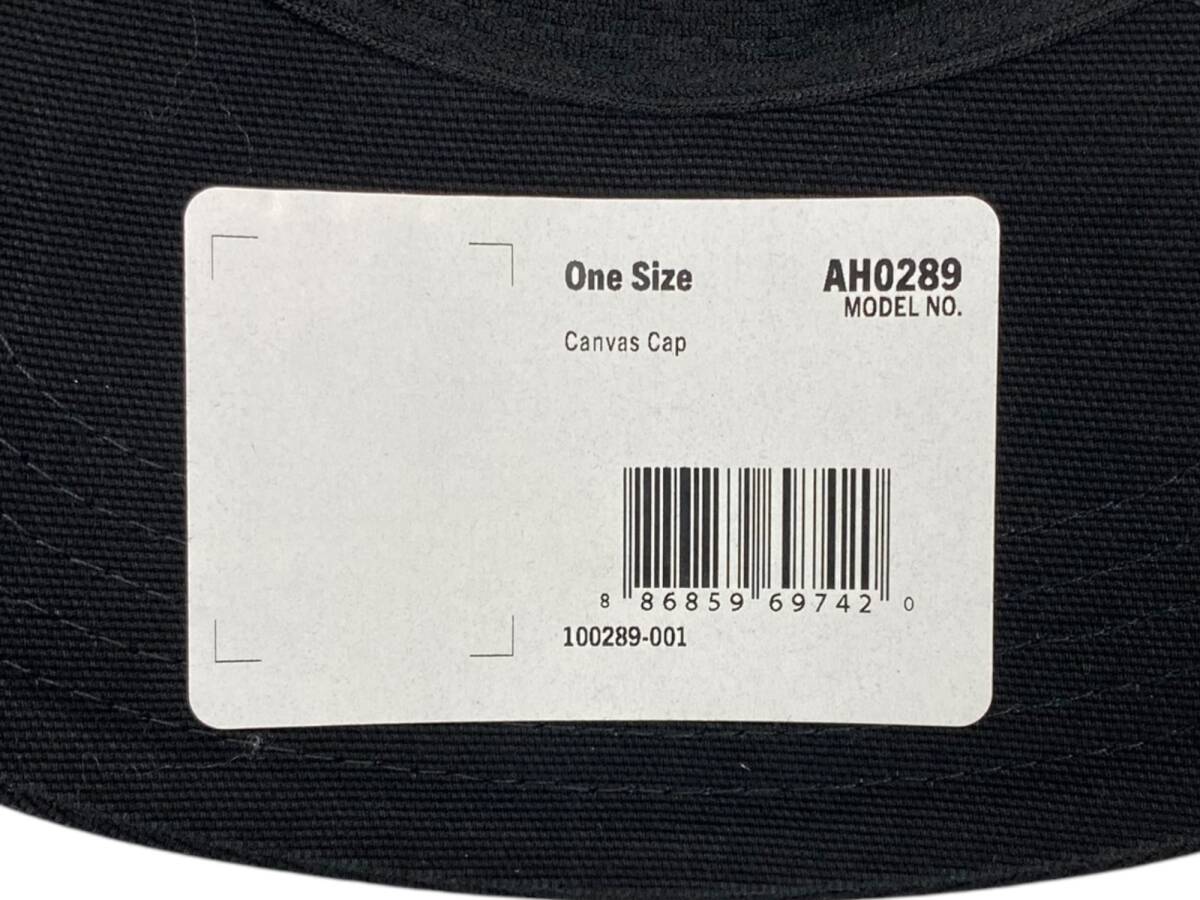 One Size
AH0289
MODEL NO.
Canvas Cap
8 86859 69742 0
100289-001